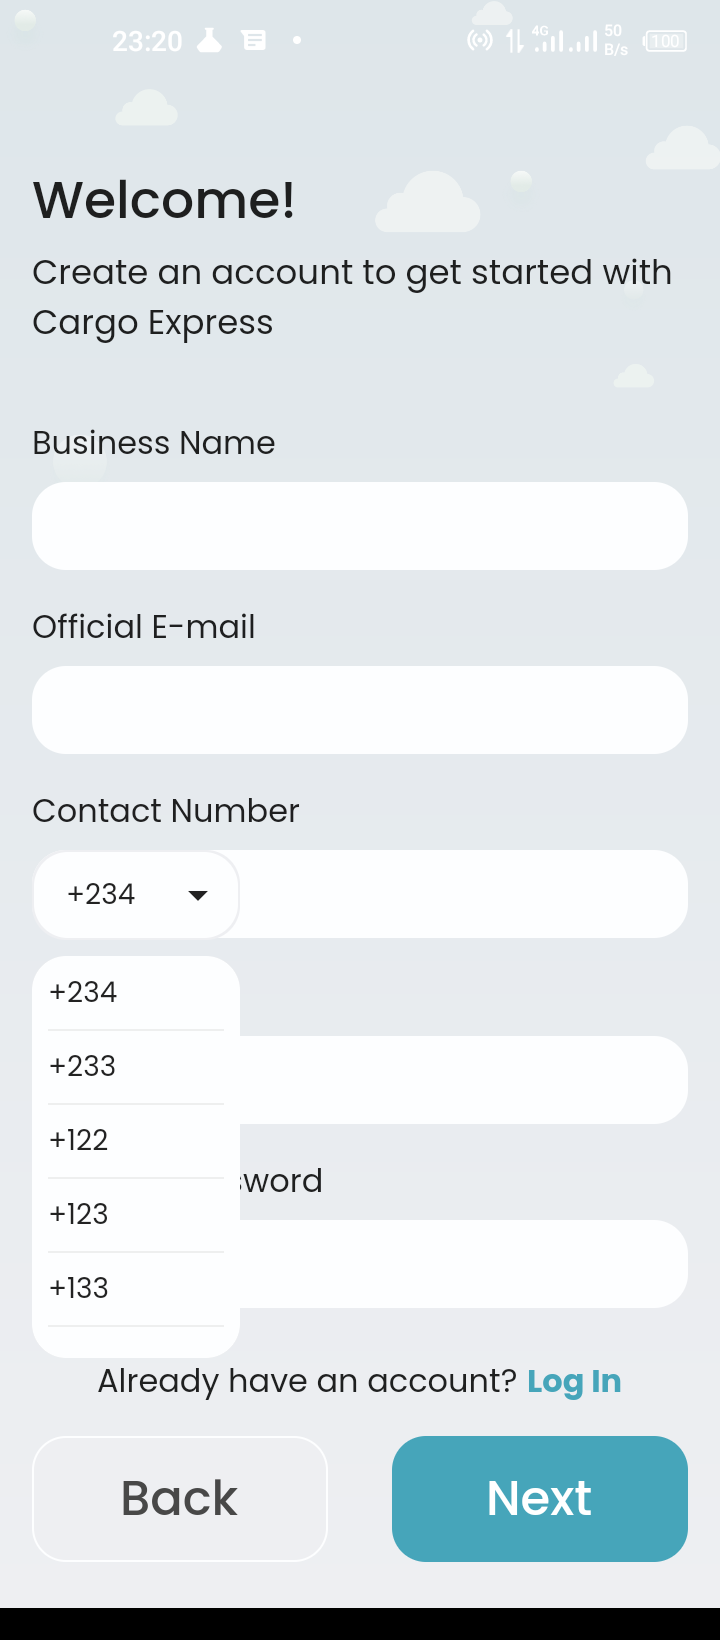 23:20
4G
50
B/s
100
Welcome!
Create an account to get started with
Cargo Express
Business Name
Official E-mail
Contact Number
+234
+234
+233
+122
+123
+133
Already have an account? Log In
Back
Next